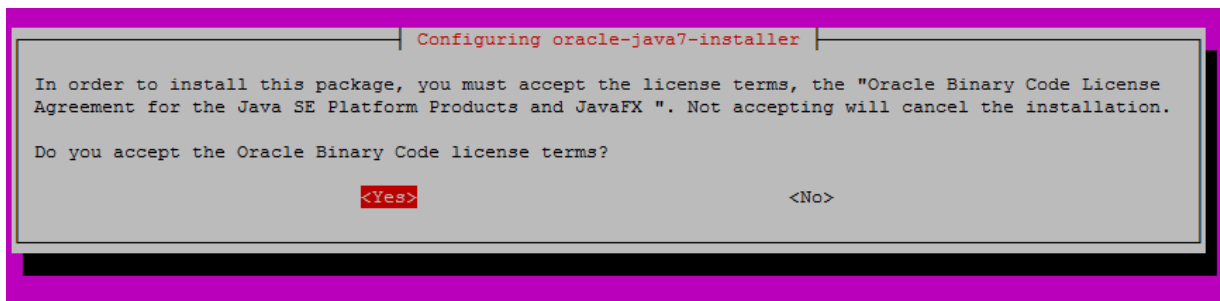 Configuring oracle-java7-installer
In order to install this package, you must accept the license terms, the "Oracle Binary Code License
Agreement for the Java SE Platform Products and JavaFX ". Not accepting will cancel the installation.
Do you accept the Oracle Binary Code license terms?
<Yes> <No>